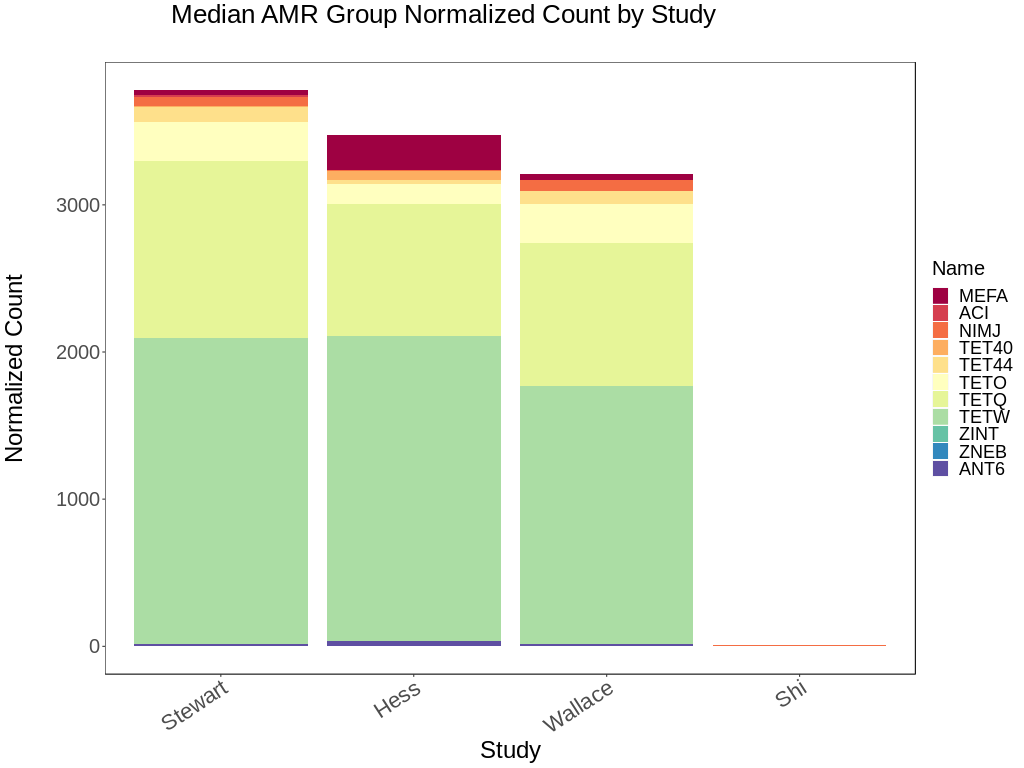 Median AMR Group Normalized Count by Study
Normalized Count
3000
2000
1000
0
Stewart
Hess
Wallace
Shi
Study
Name
MEFA
ACI
NIMJ
TET40
TET44
TETO
TETQ
TETW
ZINT
ZNEB
ANT6